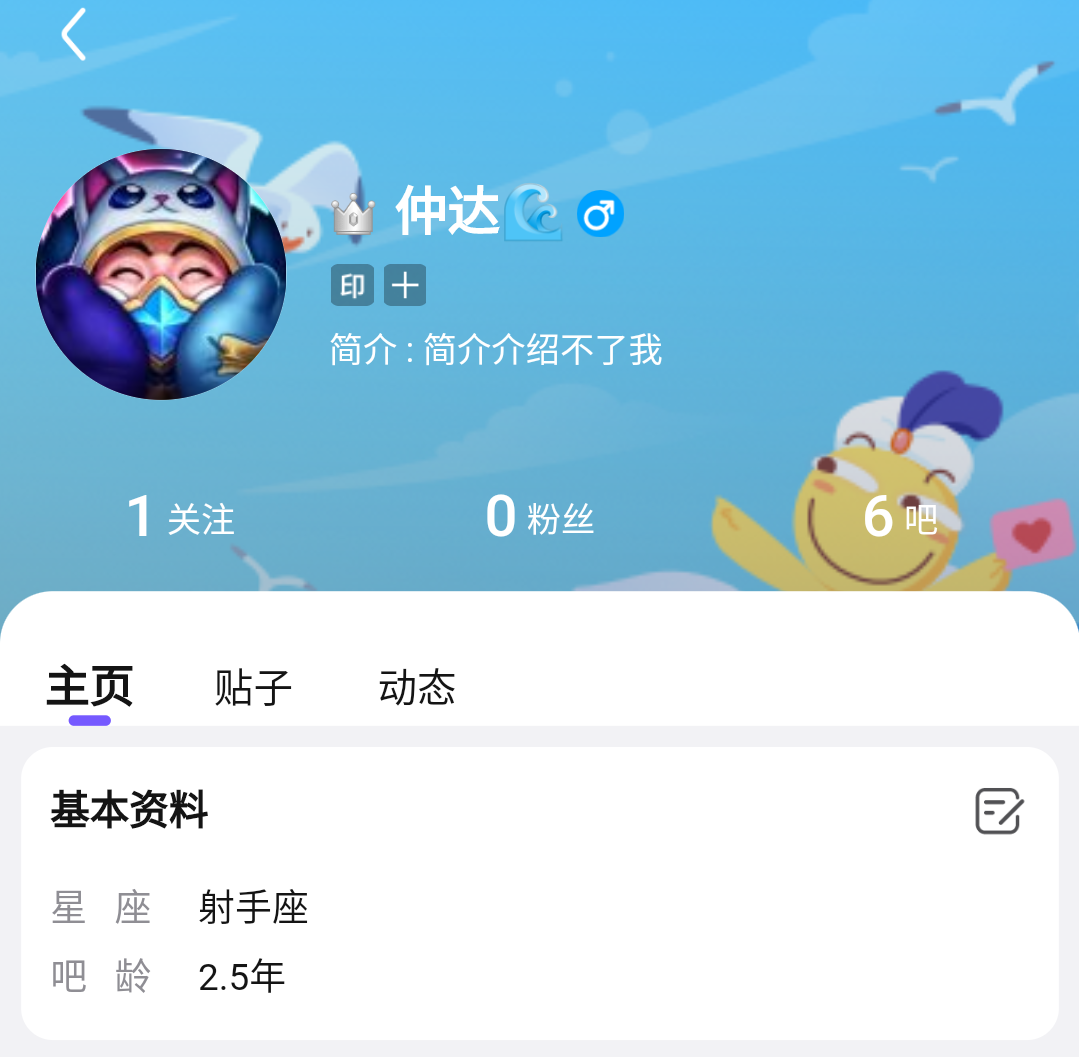 仲达🌊
印
简介 : 简介介绍不了我
1 关注 0 粉丝 6 吧
主页 贴子 动态
基本资料
星座 射手座
吧龄 2.5年